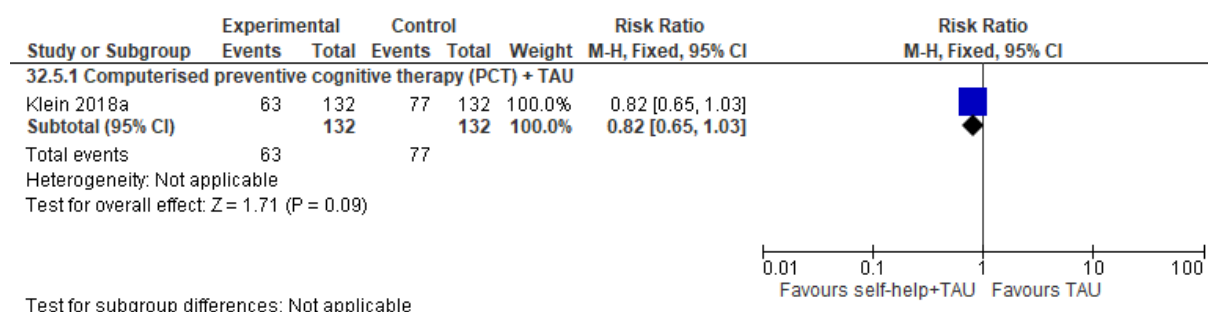 Experimental Control Risk Ratio Risk Ratio
Study or Subgroup Events Total Events Total Weight M-H, Fixed, 95% CI M-H, Fixed, 95% CI
32.5.1 Computerised preventive cognitive therapy (PCT) + TAU
Klein 2018a 63 132 77 132 100.0% 0.82 [0.65, 1.03]
Subtotal (95% CI) 132 132 100.0% 0.82 [0.65, 1.03]
Total events 63 77
Heterogeneity: Not applicable
Test for overall effect: Z = 1.71 (P = 0.09)
0.01 0.1 1 10 100
Favours self-help+TAU Favours TAU
Test for subgroup differences: Not applicable